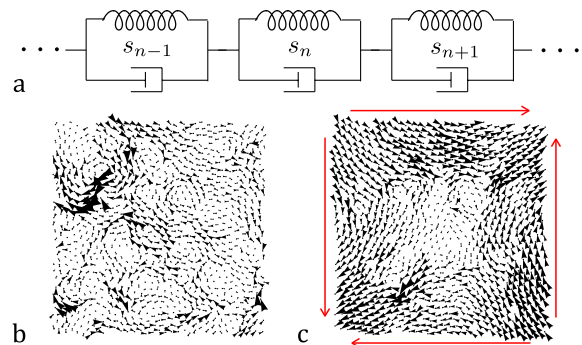 ··· s_{n−1} s_n s_{n+1} ···
a
b c